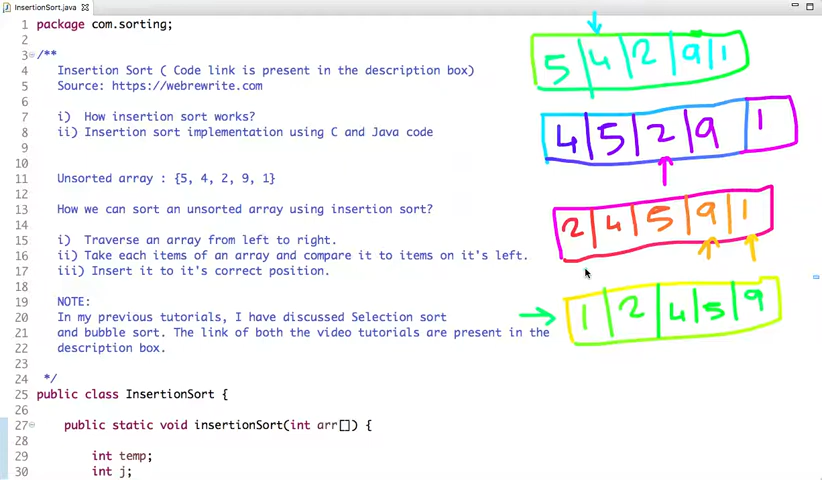 InsertionSort.java
1 package com.sorting;
2
3 /**
4 Insertion Sort ( Code link is present in the description box)
5 Source: https://webrewrite.com
6
7 i) How insertion sort works?
8 ii) Insertion sort implementation using C and Java code
9
10
11 Unsorted array : {5, 4, 2, 9, 1}
12
13 How we can sort an unsorted array using insertion sort?
14
15 i) Traverse an array from left to right.
16 ii) Take each items of an array and compare it to items on it's left.
17 iii) Insert it to it's correct position.
18
19 NOTE:
20 In my previous tutorials, I have discussed Selection sort
21 and bubble sort. The link of both the video tutorials are present in the
22 description box.
23
24 */
25 public class InsertionSort {
26
27 public static void insertionSort(int arr[]) {
28
29 int temp;
30 int j;
5 4 2 9 1
4 5 2 9 1
2 4 5 9 1
1 2 4 5 9